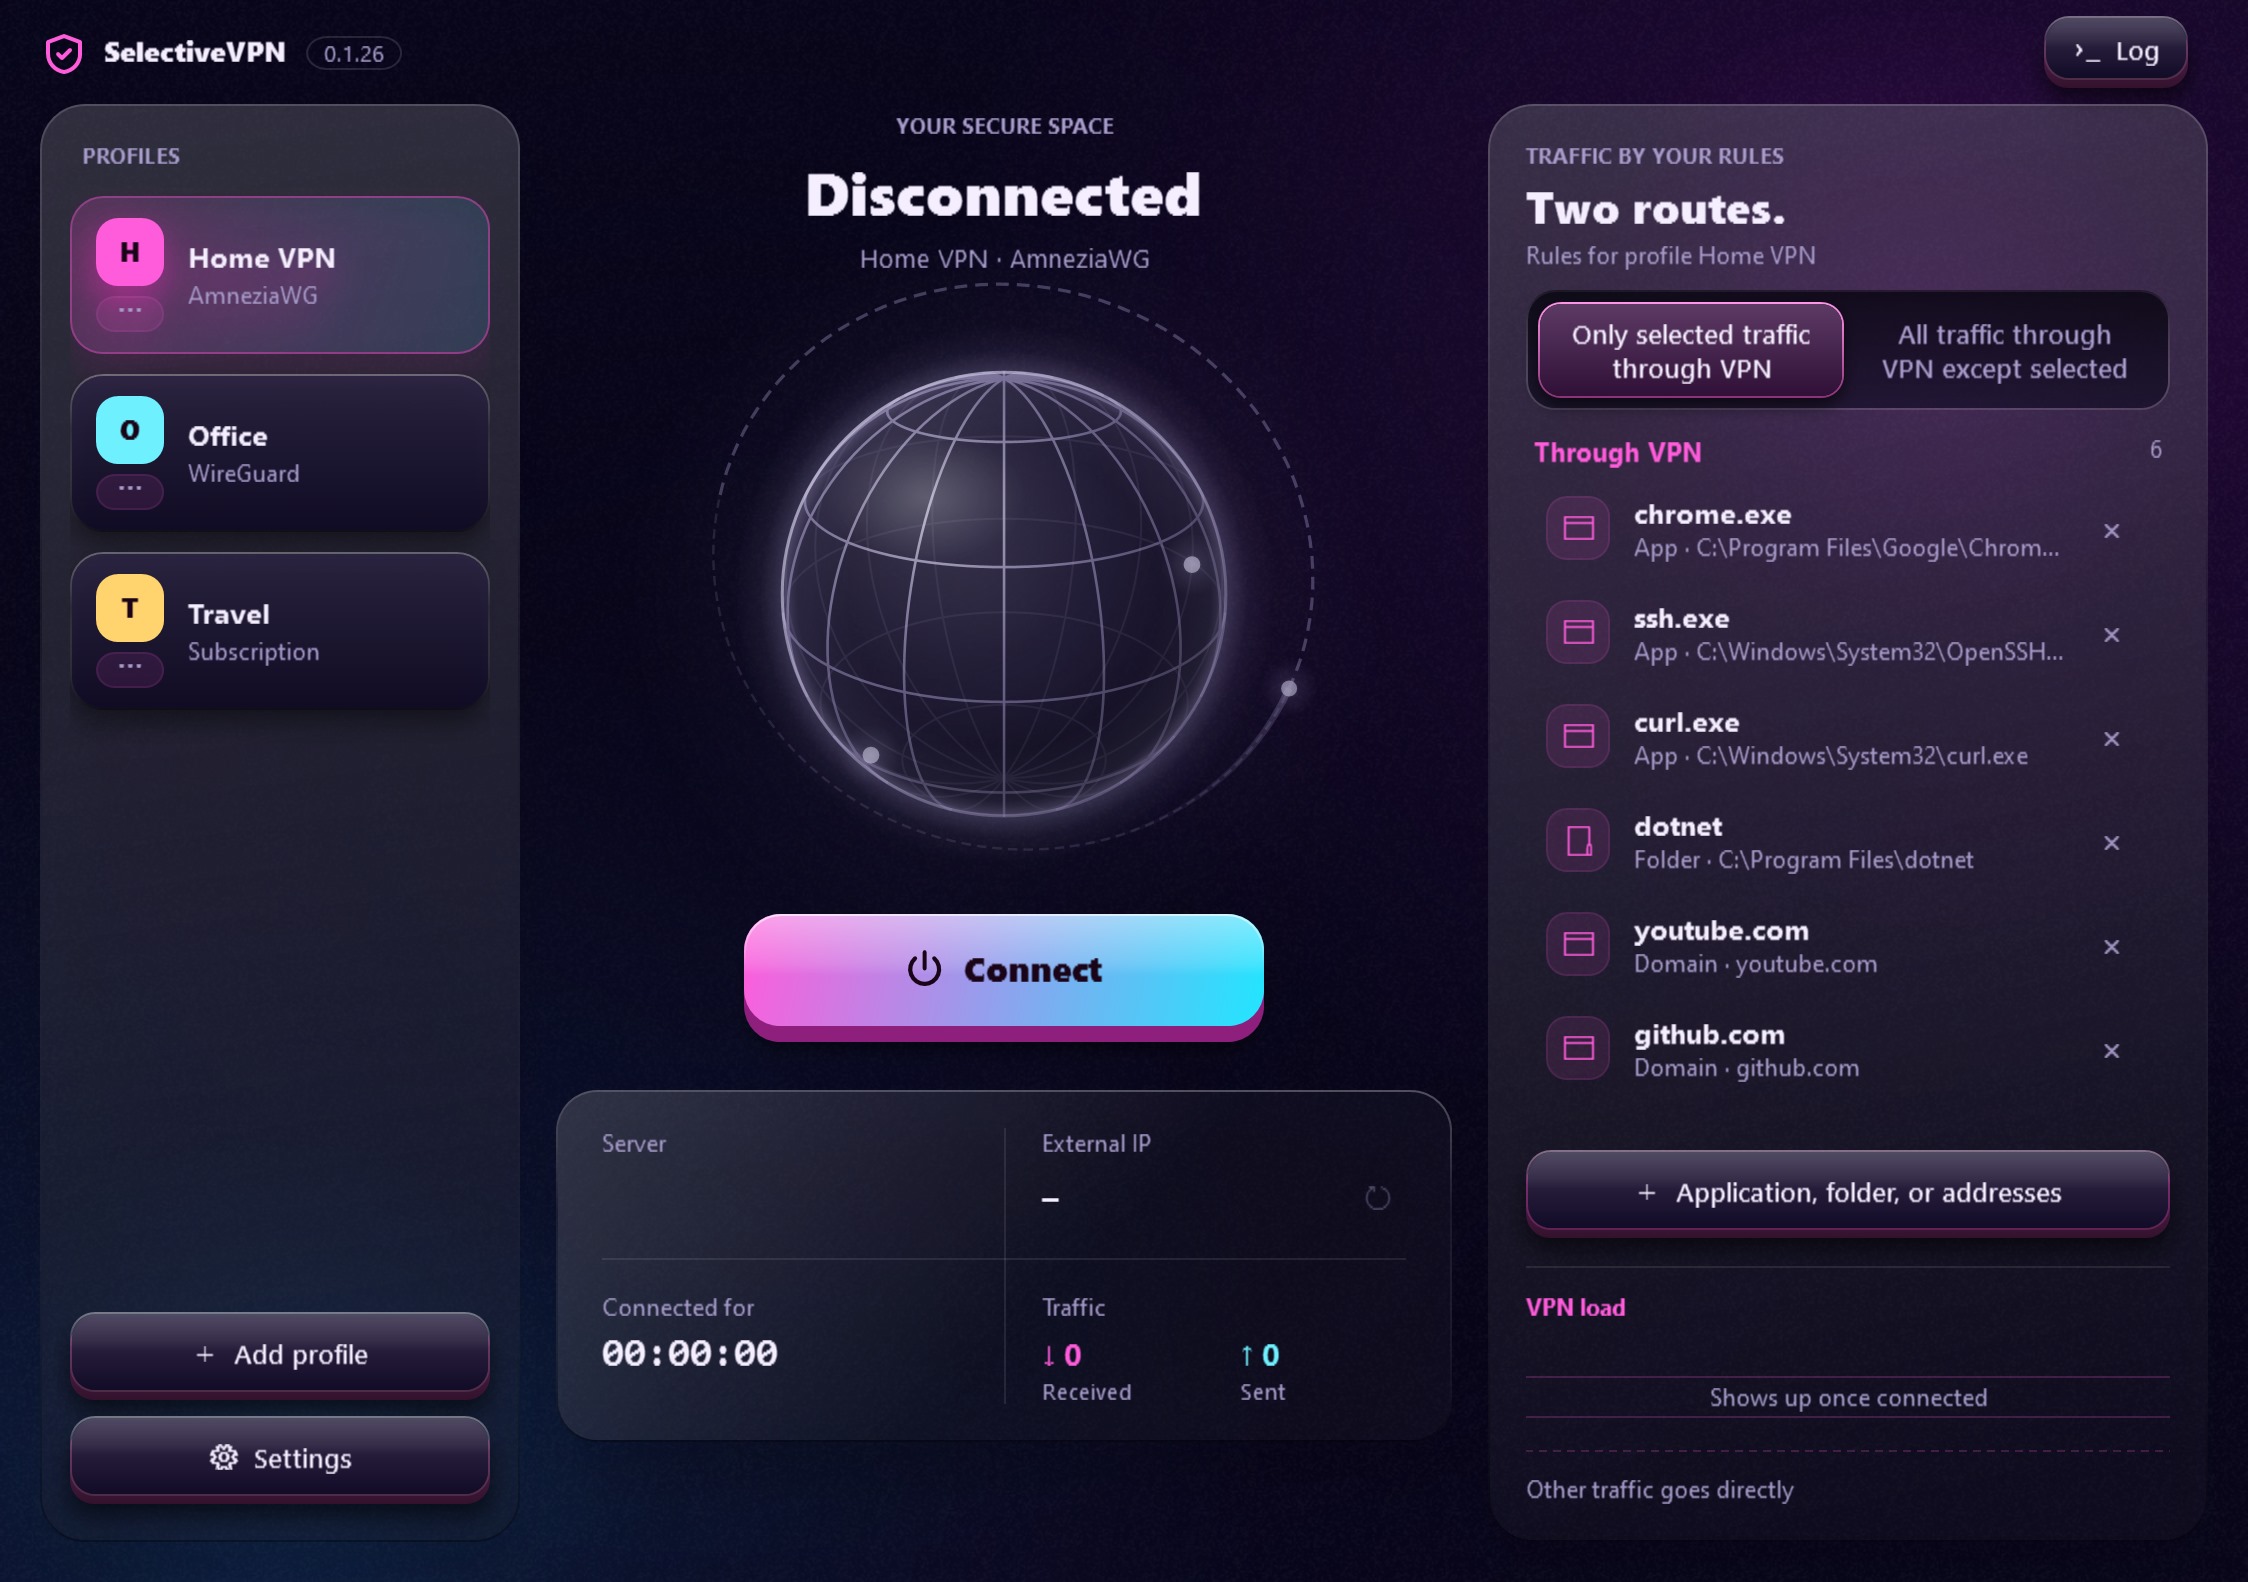 SelectiveVPN 0.1.26
>_ Log
PROFILES
H
Home VPN
AmneziaWG
...
O
Office
WireGuard
...
T
Travel
Subscription
...
+ Add profile
Settings
YOUR SECURE SPACE
Disconnected
Home VPN · AmneziaWG
Connect
Server
External IP
–
Connected for
00:00:00
Traffic
↓ 0
Received
↑ 0
Sent
TRAFFIC BY YOUR RULES
Two routes.
Rules for profile Home VPN
Only selected traffic
through VPN
All traffic through
VPN except selected
Through VPN 6
chrome.exe
App · C:\Program Files\Google\Chrom...
ssh.exe
App · C:\Windows\System32\OpenSSH...
curl.exe
App · C:\Windows\System32\curl.exe
dotnet
Folder · C:\Program Files\dotnet
youtube.com
Domain · youtube.com
github.com
Domain · github.com
+ Application, folder, or addresses
VPN load
Shows up once connected
Other traffic goes directly